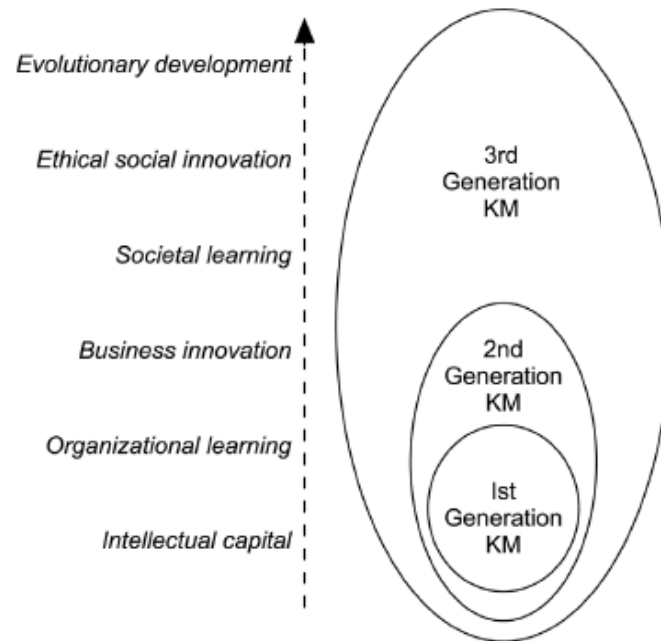 Evolutionary development
Ethical social innovation
Societal learning
Business innovation
Organizational learning
Intellectual capital
3rd
Generation
KM
2nd
Generation
KM
Ist
Generation
KM